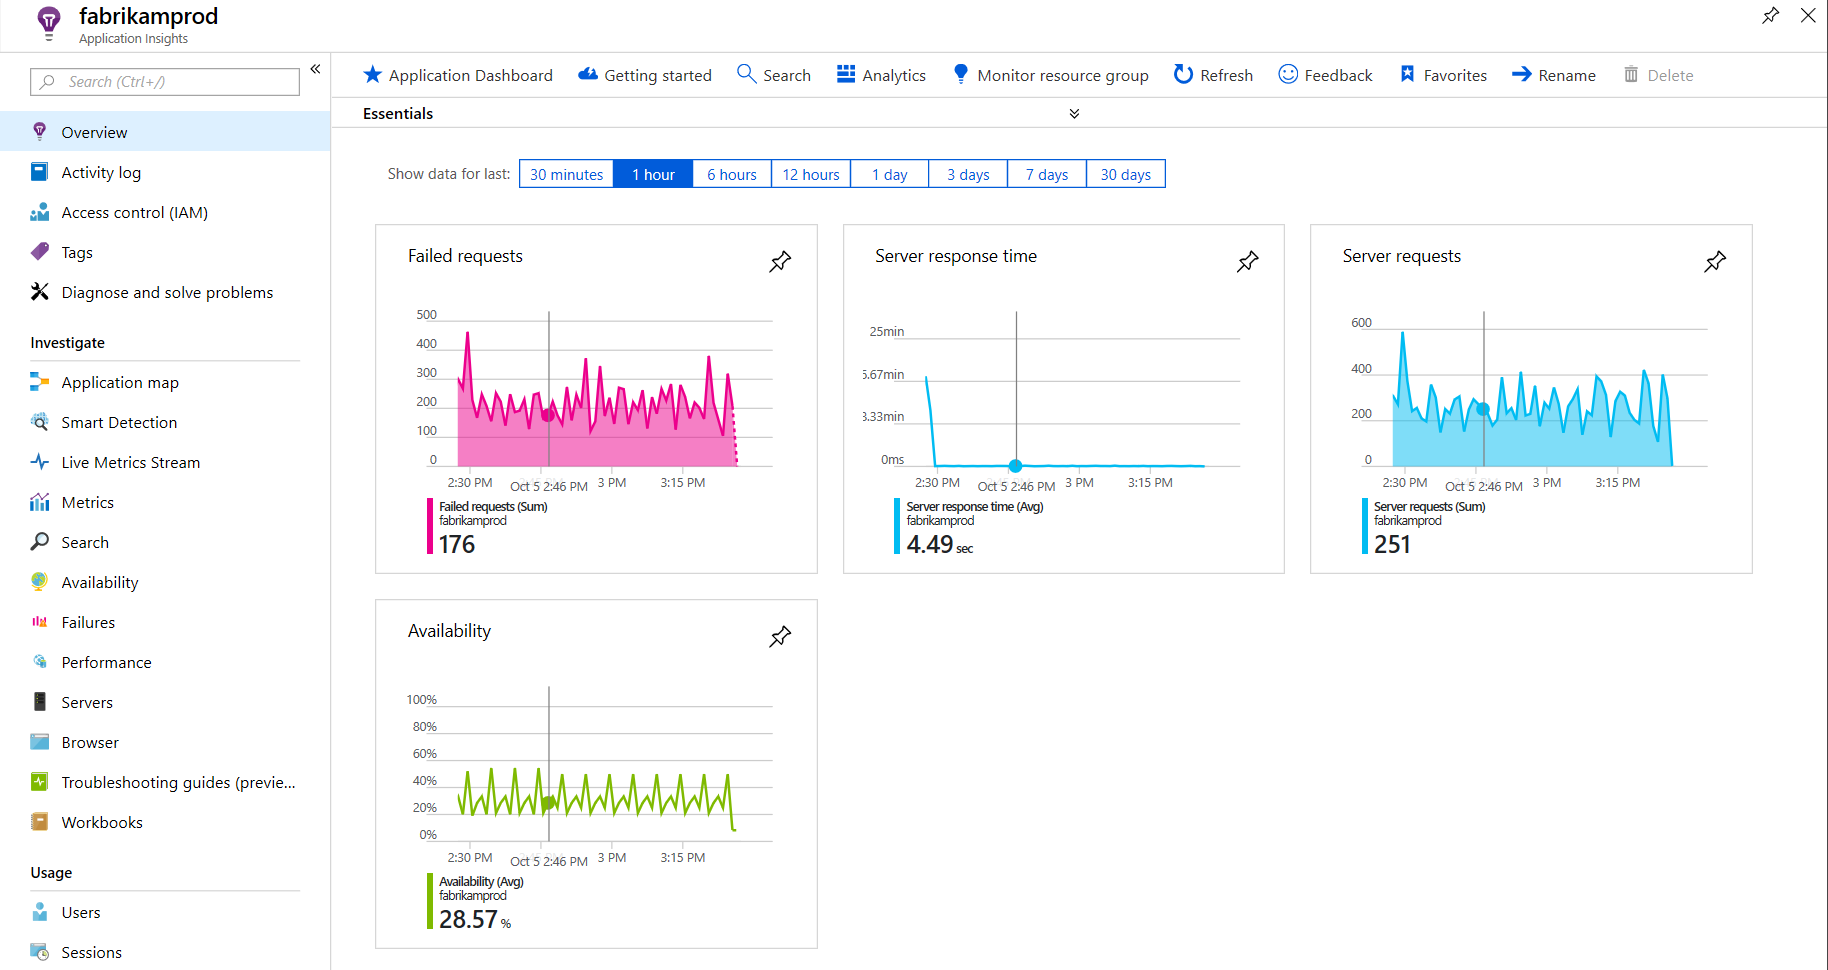 fabrikamprod
Application Insights
Search (Ctrl+/)
Overview
Activity log
Access control (IAM)
Tags
Diagnose and solve problems
Investigate
Application map
Smart Detection
Live Metrics Stream
Metrics
Search
Availability
Failures
Performance
Servers
Browser
Troubleshooting guides (previe...
Workbooks
Usage
Users
Sessions
Application Dashboard Getting started Search Analytics Monitor resource group Refresh Feedback Favorites Rename Delete
Essentials
Show data for last: 30 minutes 1 hour 6 hours 12 hours 1 day 3 days 7 days 30 days
Failed requests
500
400
300
200
100
0
2:30 PM Oct 5 2:46 PM 3 PM 3:15 PM
Failed requests (Sum)
fabrikamprod
176
Server response time
25min
6.67min
3.33min
0ms
2:30 PM Oct 5 2:46 PM 3 PM 3:15 PM
Server response time (Avg)
fabrikamprod
4.49 sec
Server requests
600
400
200
0
2:30 PM Oct 5 2:46 PM 3 PM 3:15 PM
Server requests (Sum)
fabrikamprod
251
Availability
100%
80%
60%
40%
20%
0%
2:30 PM Oct 5 2:46 PM 3 PM 3:15 PM
Availability (Avg)
fabrikamprod
28.57 %